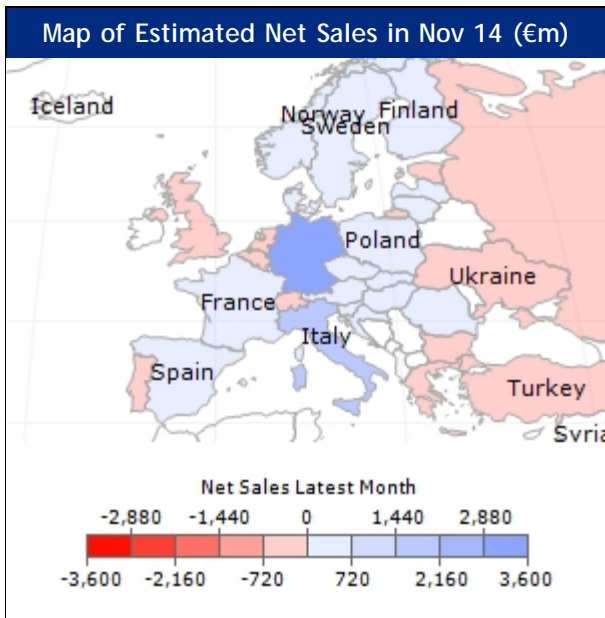 Map of Estimated Net Sales in Nov 14 (€m)
Iceland
Norway
Finland
Sweden
Poland
Ukraine
France
Italy
Spain
Turkey
Syria
Net Sales Latest Month
-2,880 -1,440 0 1,440 2,880
-3,600 -2,160 -720 720 2,160 3,600